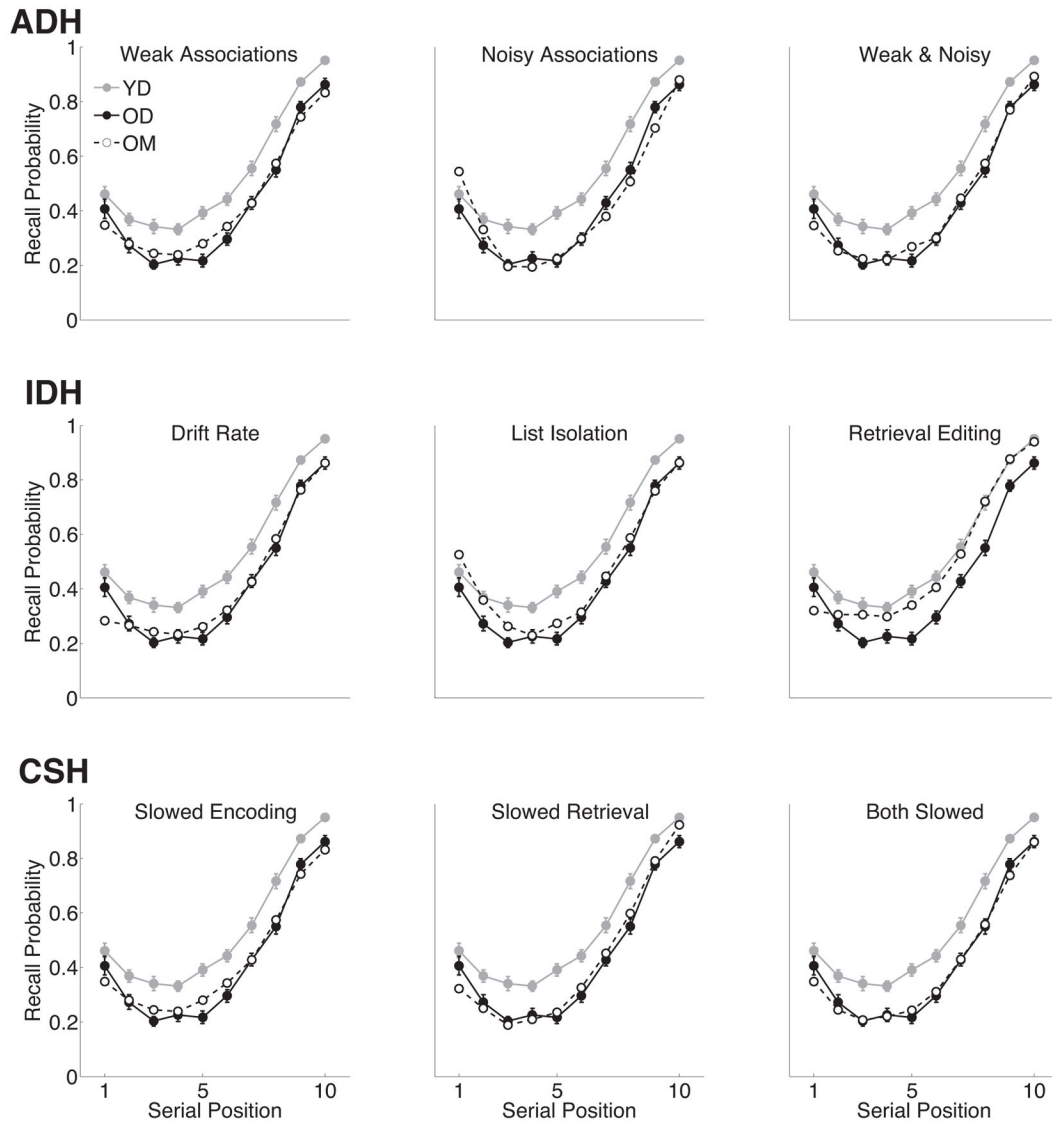 ADH
Weak Associations
Noisy Associations
Weak & Noisy
Recall Probability
1
0.8
0.6
0.4
0.2
0
YD
OD
OM
IDH
Drift Rate
List Isolation
Retrieval Editing
Recall Probability
1
0.8
0.6
0.4
0.2
0
CSH
Slowed Encoding
Slowed Retrieval
Both Slowed
Recall Probability
1
0.8
0.6
0.4
0.2
0
1 5 10
Serial Position
1 5 10
Serial Position
1 5 10
Serial Position